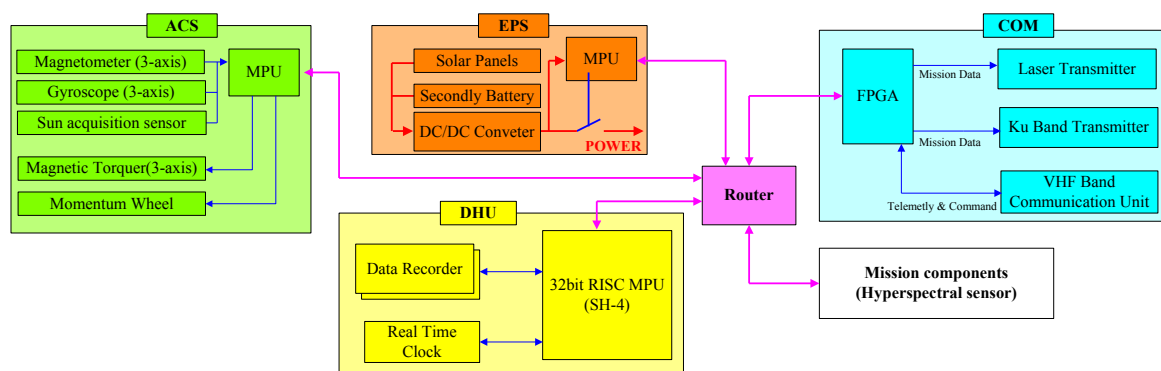 ACS
Magnetometer (3-axis)
Gyroscope (3-axis)
Sun acquisition sensor
MPU
Magnetic Torquer(3-axis)
Momentum Wheel
EPS
Solar Panels
Secondly Battery
DC/DC Conveter
MPU
POWER
COM
FPGA
Mission Data
Laser Transmitter
Mission Data
Ku Band Transmitter
Telemetly & Command
VHF Band
Communication Unit
Router
DHU
Data Recorder
Real Time
Clock
32bit RISC MPU
(SH-4)
Mission components
(Hyperspectral sensor)